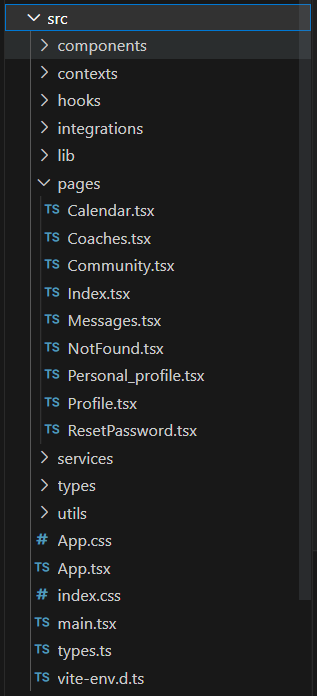 src
components
contexts
hooks
integrations
lib
pages
TS Calendar.tsx
TS Coaches.tsx
TS Community.tsx
TS Index.tsx
TS Messages.tsx
TS NotFound.tsx
TS Personal_profile.tsx
TS Profile.tsx
TS ResetPassword.tsx
services
types
utils
# App.css
TS App.tsx
# index.css
TS main.tsx
TS types.ts
TS vite-env.d.ts